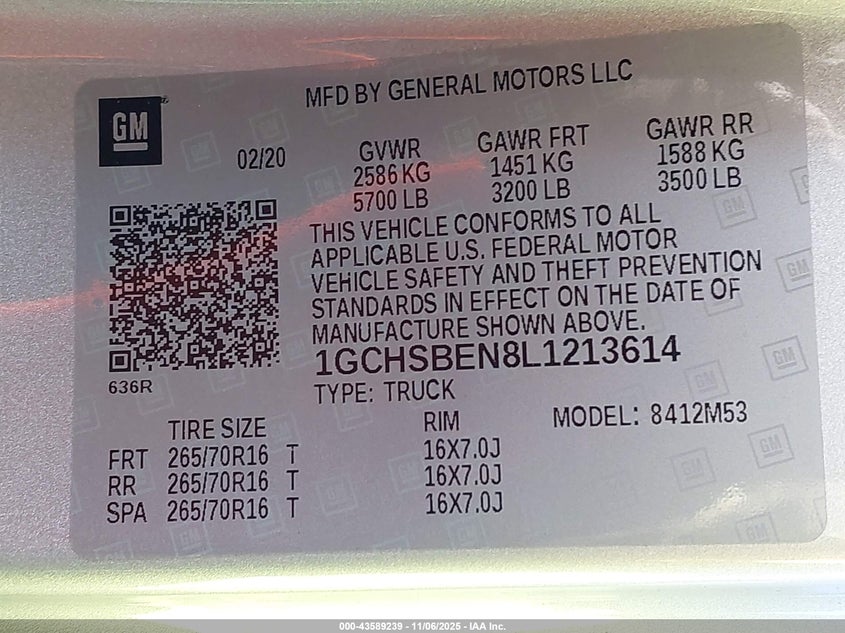 MFD BY GENERAL MOTORS LLC
GM
02/20
GVWR GAWR FRT GAWR RR
2586 KG 1451 KG 1588 KG
5700 LB 3200 LB 3500 LB
THIS VEHICLE CONFORMS TO ALL
APPLICABLE U.S. FEDERAL MOTOR
VEHICLE SAFETY AND THEFT PREVENTION
STANDARDS IN EFFECT ON THE DATE OF
MANUFACTURE SHOWN ABOVE.
1GCHSBEN8L1213614
636R
TYPE: TRUCK
MODEL: 8412M53
TIRE SIZE RIM
FRT 265/70R16 T 16X7.0J
RR 265/70R16 T 16X7.0J
SPA 265/70R16 T 16X7.0J
000-43589239 - 11/06/2025 - IAA Inc.